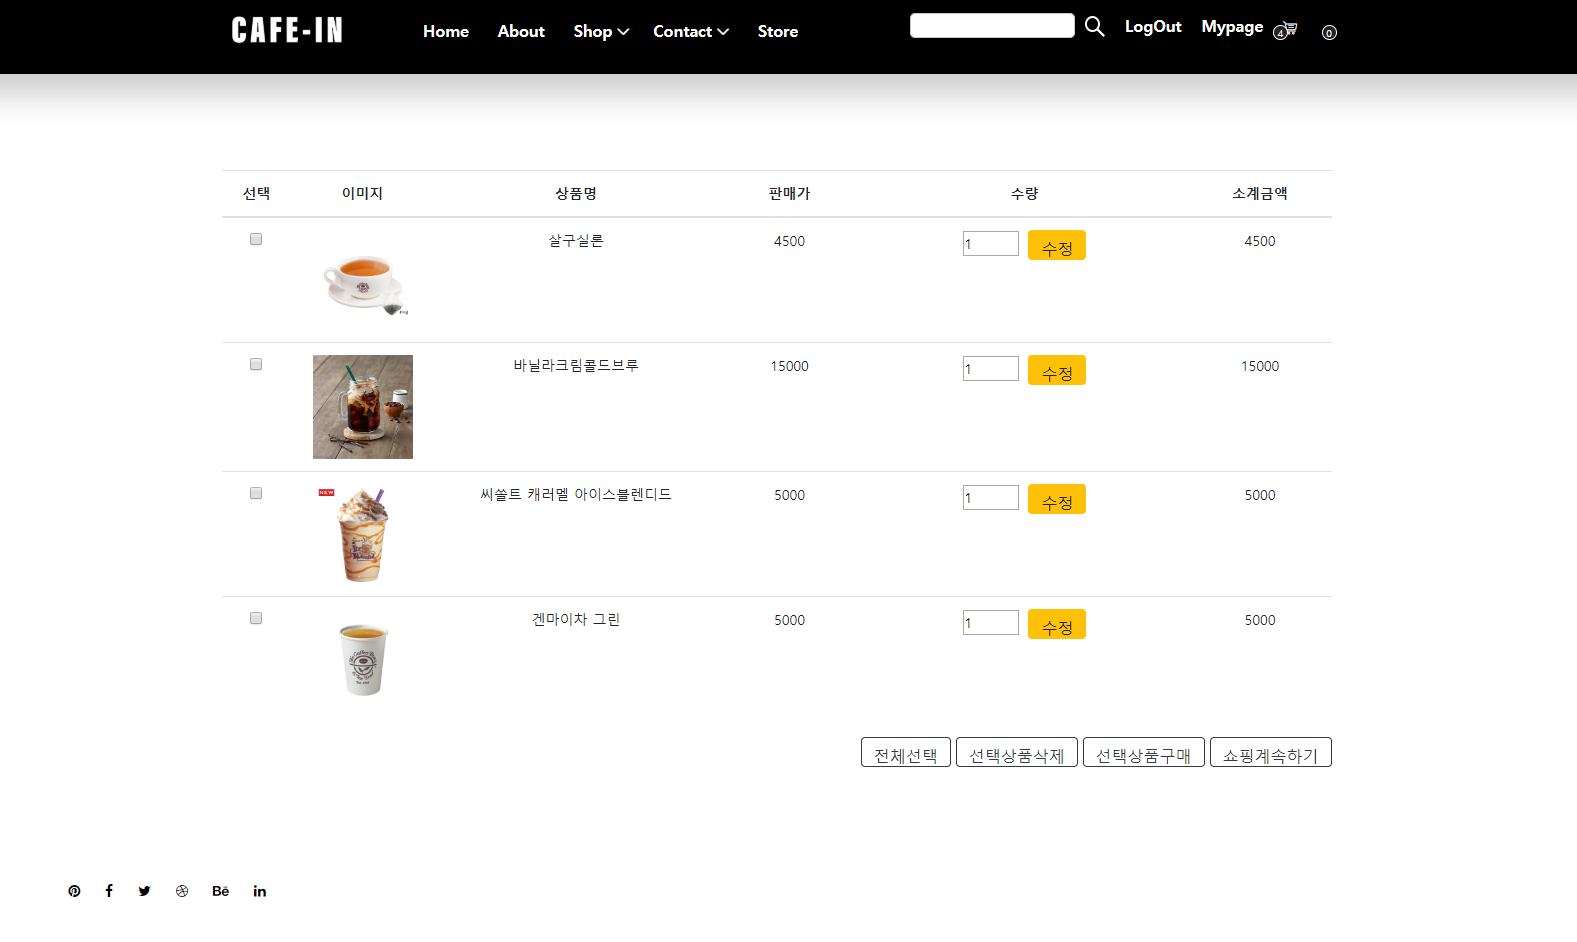 CAFE-IN Home About Shop Contact Store LogOut Mypage 4 0
선택 이미지 상품명 판매가 수량 소계금액
살구실론 4500 1 수정 4500
바닐라크림콜드브루 15000 1 수정 15000
NEW
씨쏠트 캐러멜 아이스블렌디드 5000 1 수정 5000
겐마이차 그린 5000 1 수정 5000
전체선택 선택상품삭제 선택상품구매 쇼핑계속하기
Bē in